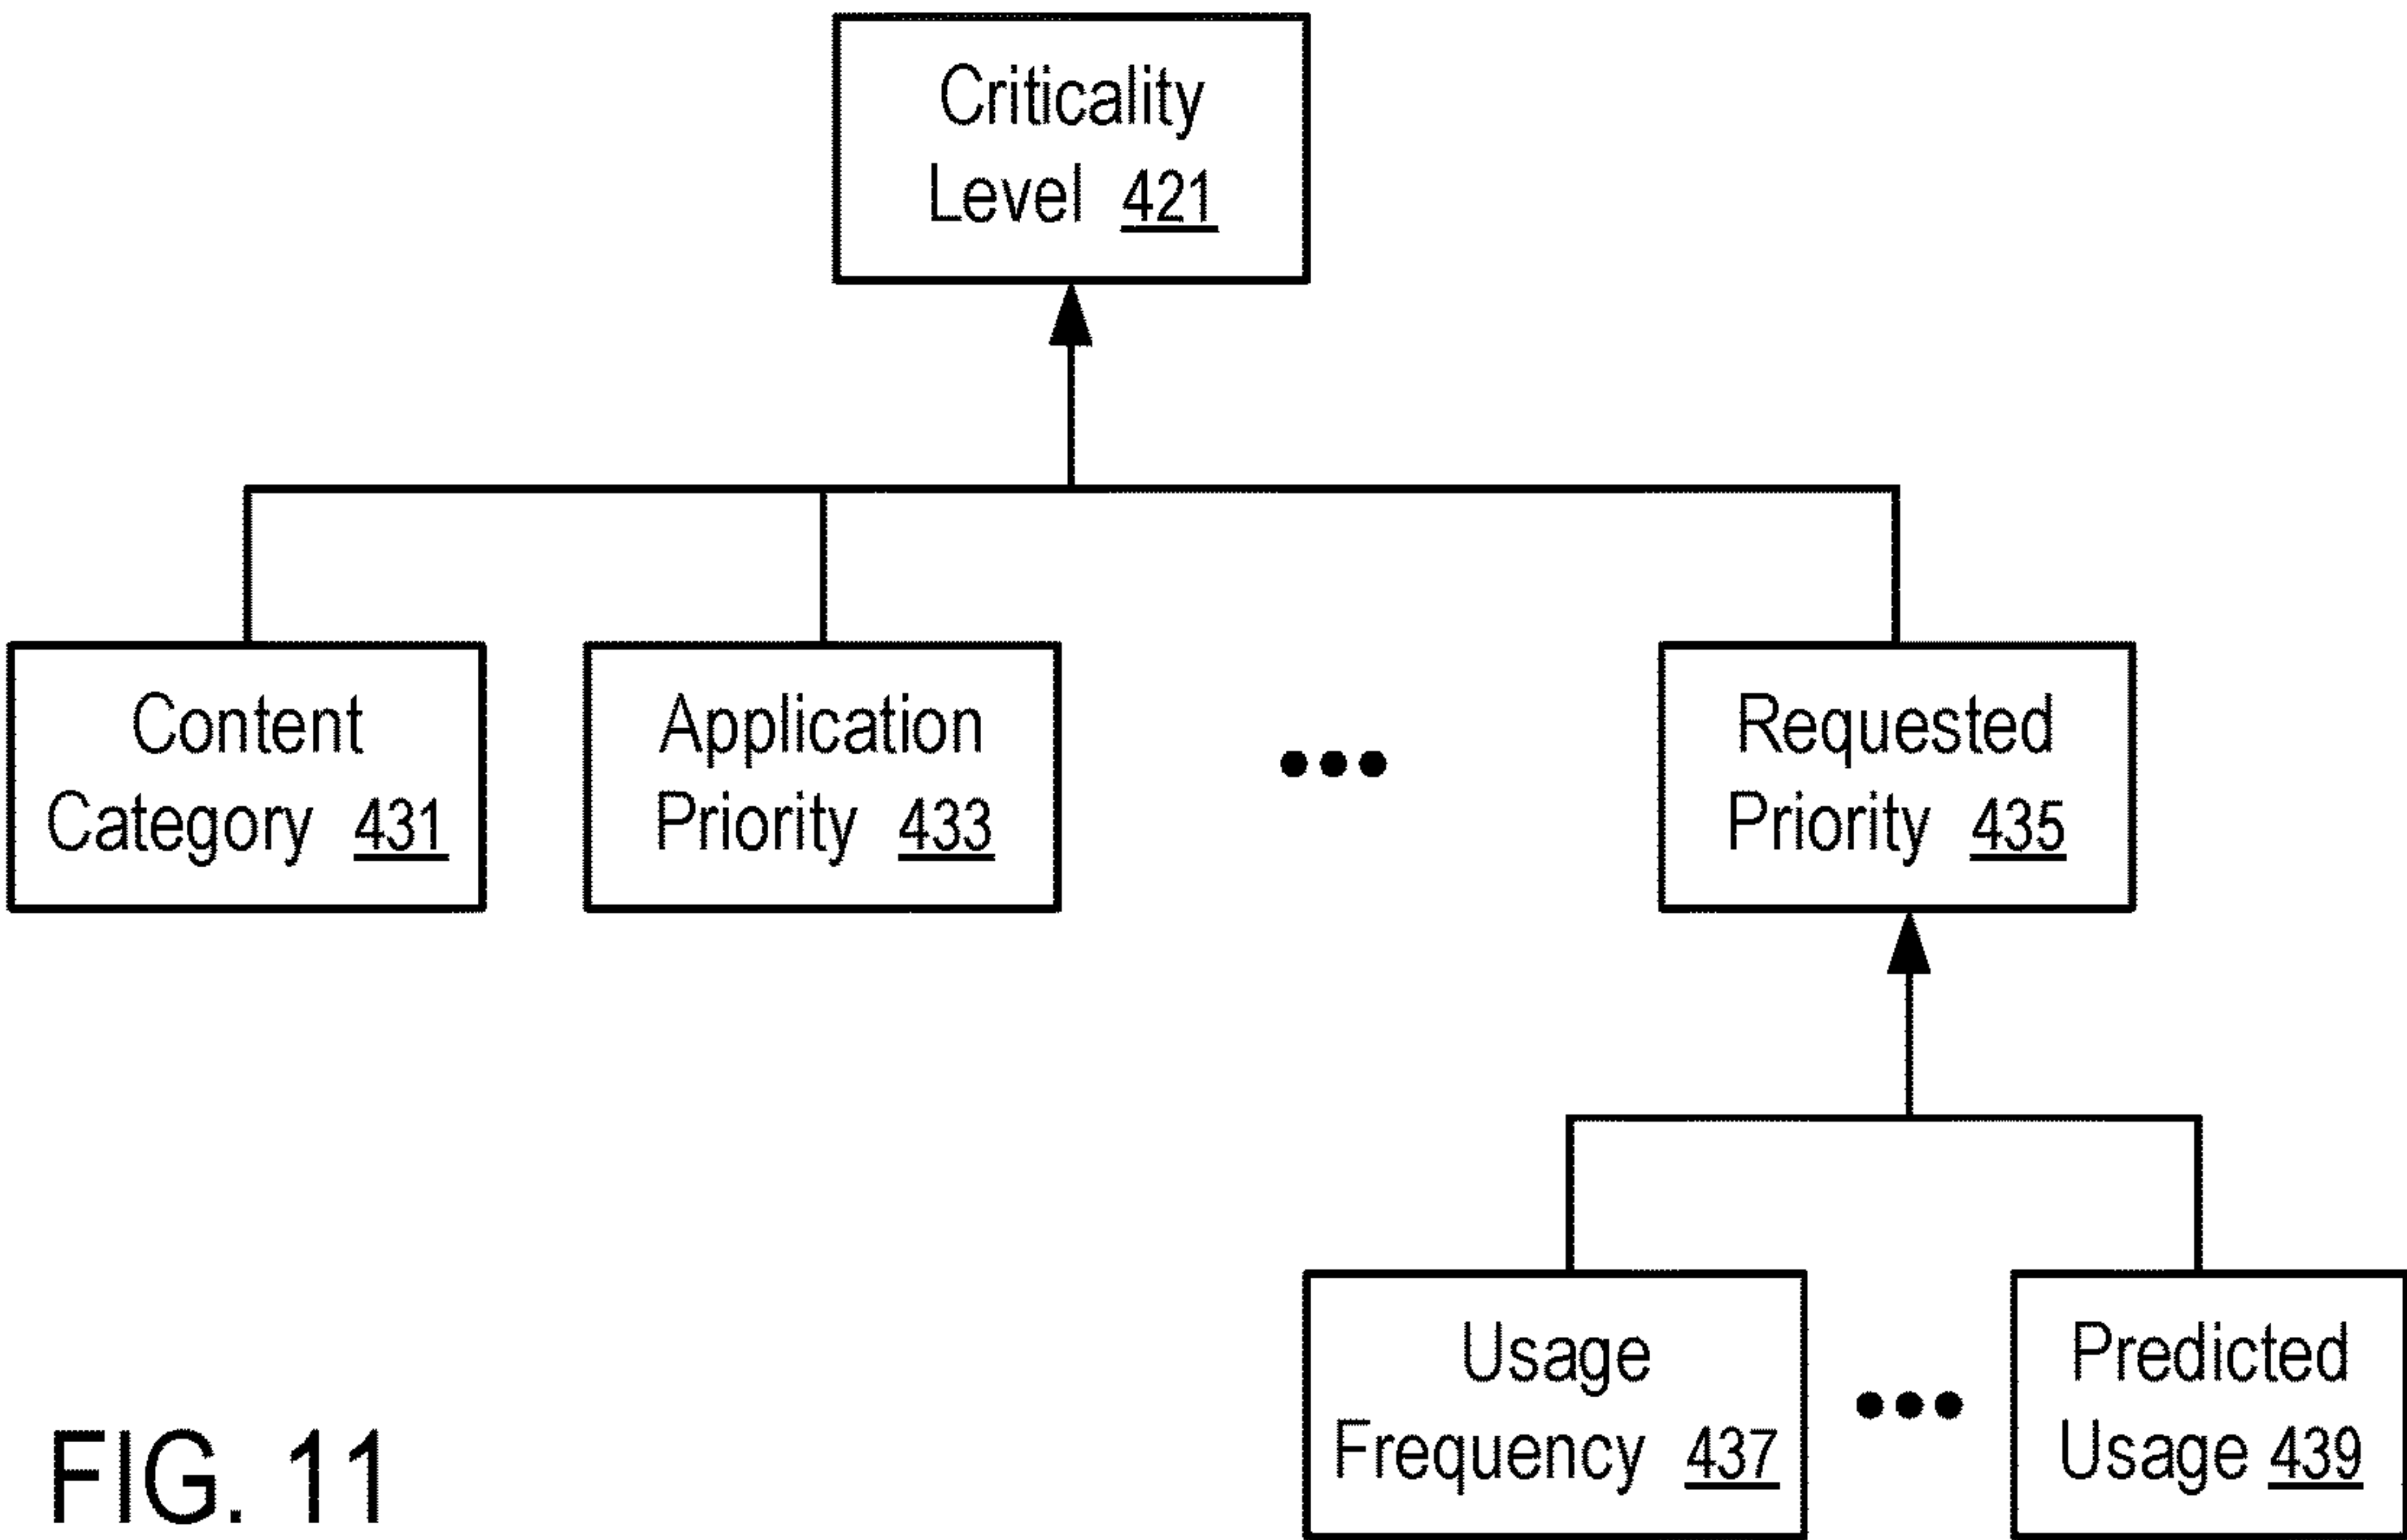 Criticality
Level 421
Content
Category 431
Application
Priority 433
Requested
Priority 435
Usage
Frequency 437
Predicted
Usage 439
FIG. 11